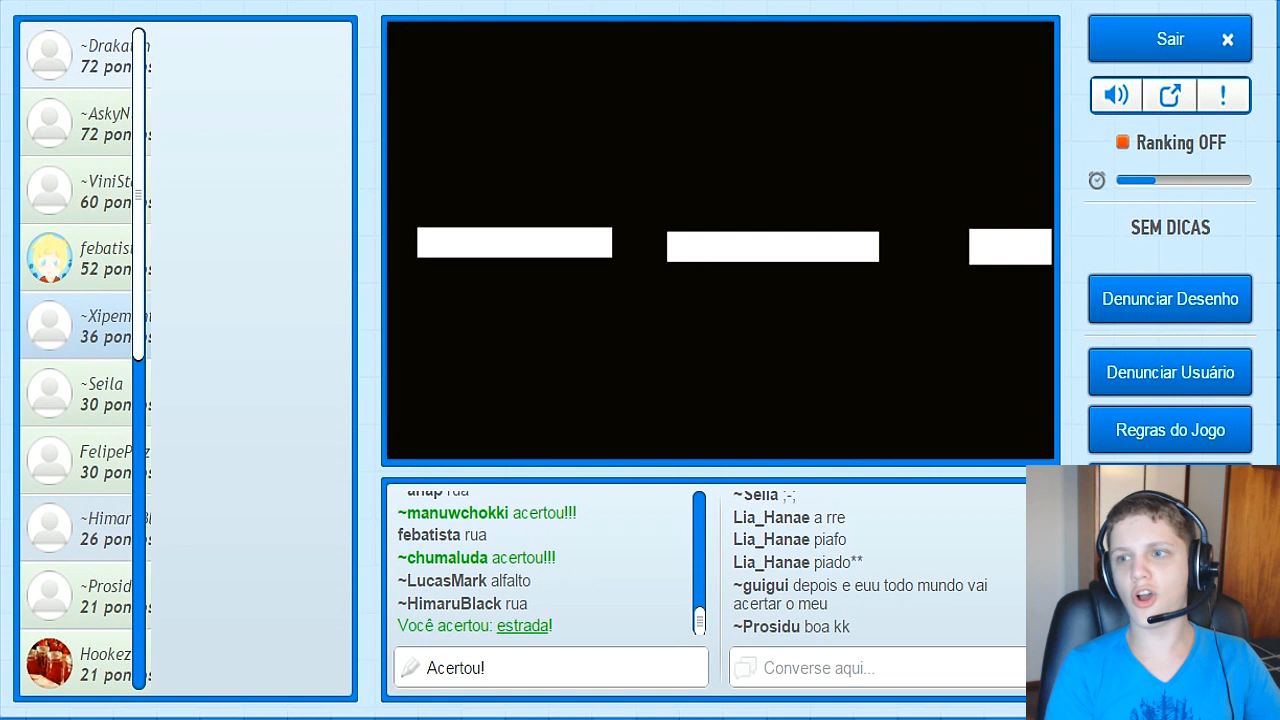 ~Drakat
72 pon
~AskyN
72 pon
~ViniSt
60 pon
febatis
52 pon
~Xipem
36 pon
~Seila
30 pon
FelipeP
30 pon
~Himar
26 pon
~Prosid
21 pon
Hookez
21 pon
rua
~manuwchokki acertou!!!
febatista rua
~chumaluda acertou!!!
~LucasMark alfalto
~HimaruBlack rua
Você acertou: estrada!
Acertou!
~Seila ;-;
Lia_Hanae a rre
Lia_Hanae piafo
Lia_Hanae piado**
~guigui depois e euu todo mundo vai
acertar o meu
~Prosidu boa kk
Converse aqui...
Sair ×
!
Ranking OFF
SEM DICAS
Denunciar Desenho
Denunciar Usuário
Regras do Jogo